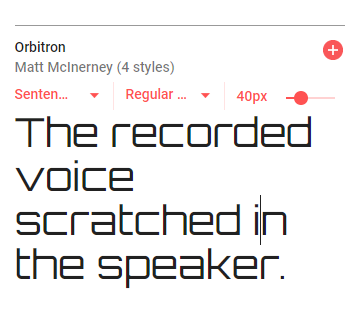 Orbitron
Matt McInerney (4 styles)
Senten... Regular ... 40px
The recorded
voice
scratched in
the speaker.